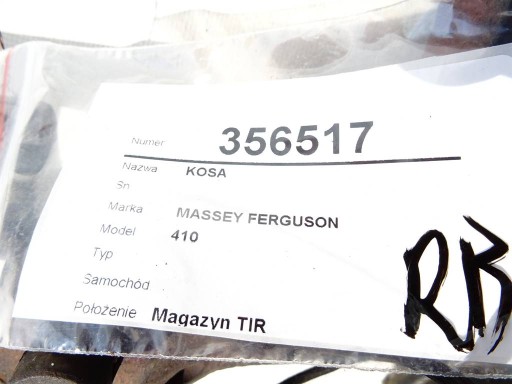 Numer 356517
Nazwa KOSA
Sn
Marka MASSEY FERGUSON
Model 410
Typ
Samochód
Położenie Magazyn TIR
RB